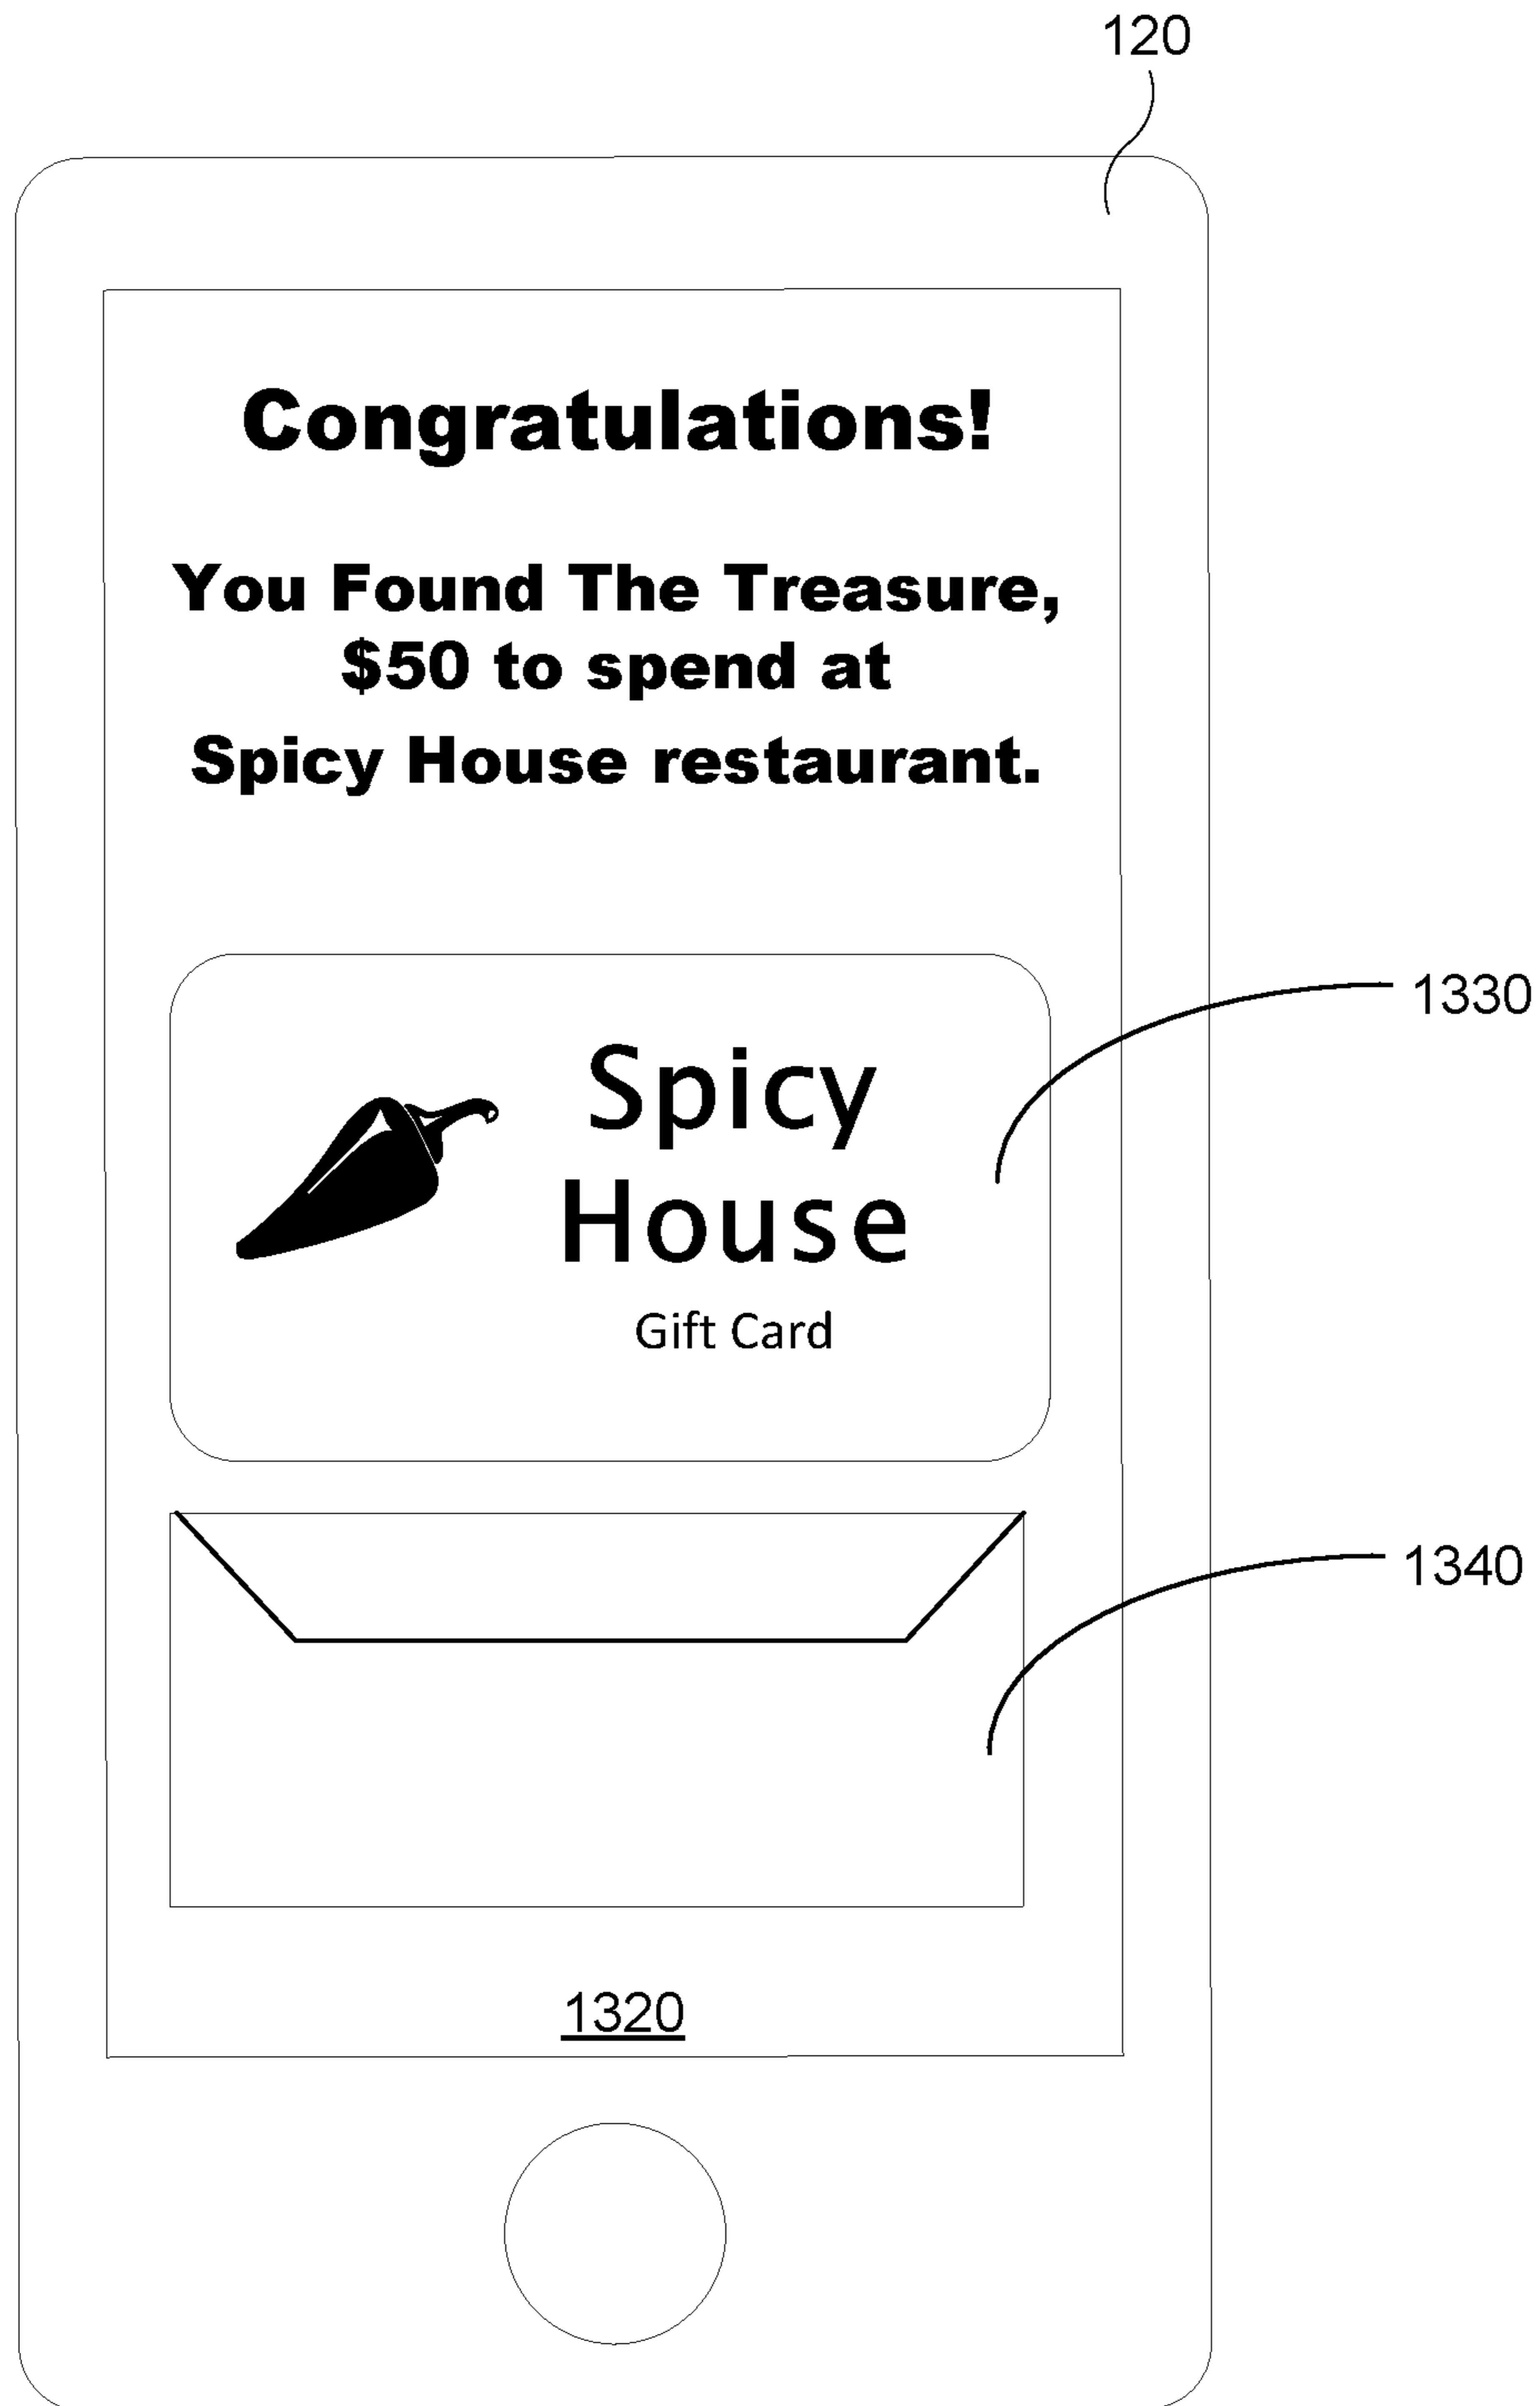 120
Congratulations!
You Found The Treasure,
$50 to spend at
Spicy House restaurant.
1330
Spicy
House
Gift Card
1340
1320